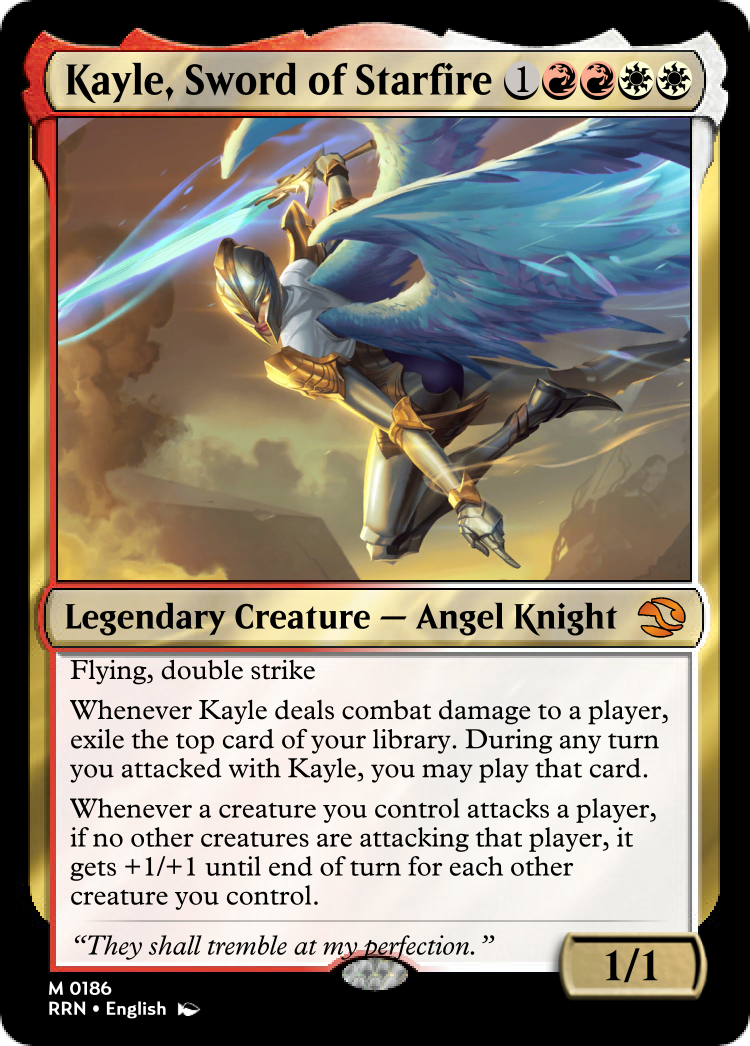 Kayle, Sword of Starfire 1
Legendary Creature — Angel Knight
Flying, double strike
Whenever Kayle deals combat damage to a player,
exile the top card of your library. During any turn
you attacked with Kayle, you may play that card.
Whenever a creature you control attacks a player,
if no other creatures are attacking that player, it
gets +1/+1 until end of turn for each other
creature you control.
“They shall tremble at my perfection.”
1/1
M 0186
RRN • English